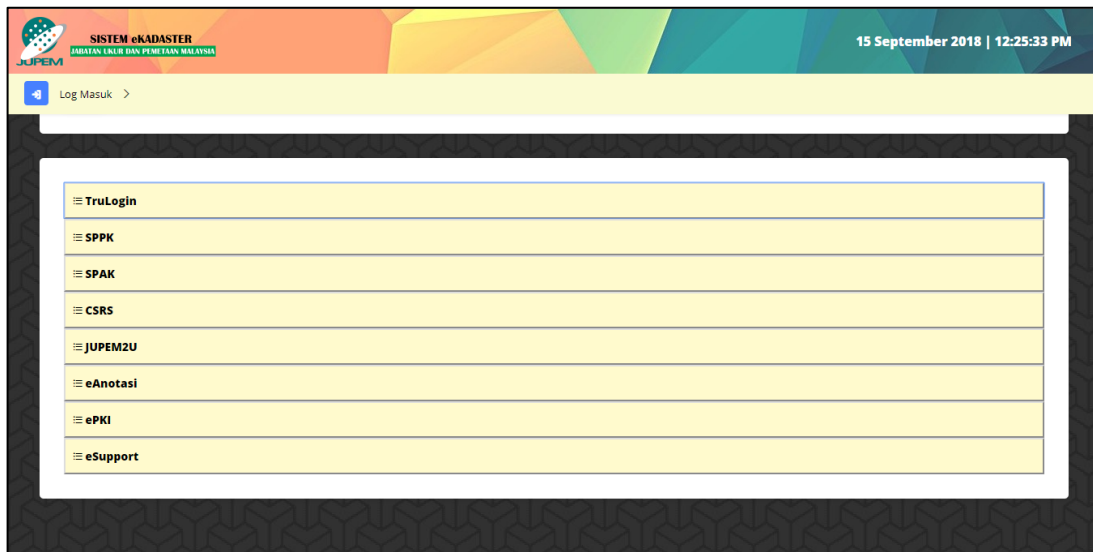 SISTEM eKADASTER
JABATAN UKUR DAN PEMETAAN MALAYSIA
JUPEM
15 September 2018 | 12:25:33 PM
Log Masuk >
TruLogin
SPPK
SPAK
CSRS
JUPEM2U
eAnotasi
ePKI
eSupport